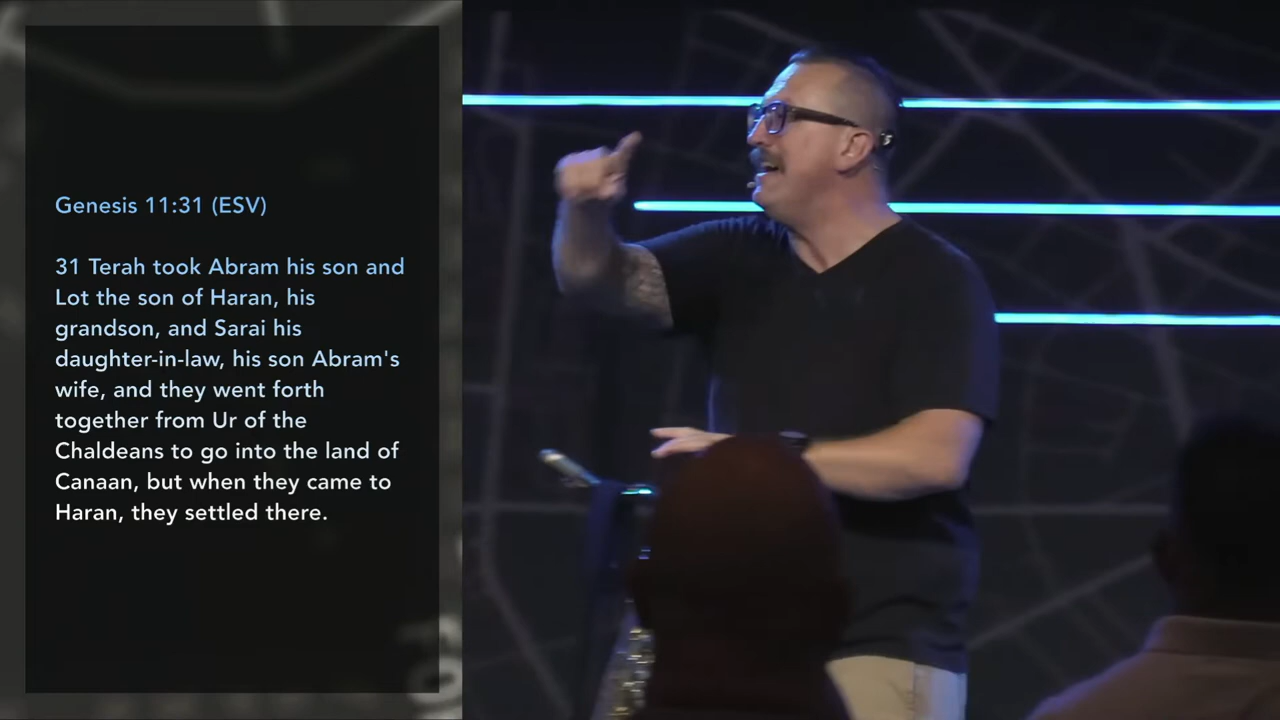 Genesis 11:31 (ESV)
31 Terah took Abram his son and
Lot the son of Haran, his
grandson, and Sarai his
daughter-in-law, his son Abram's
wife, and they went forth
together from Ur of the
Chaldeans to go into the land of
Canaan, but when they came to
Haran, they settled there.